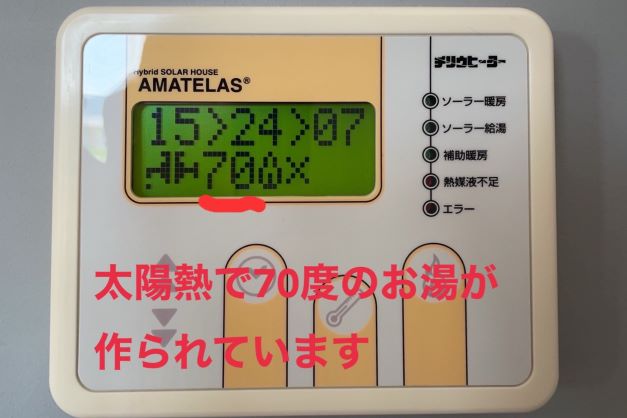 Hybrid SOLAR HOUSE
AMATELAS®
チリウヒーター
15>24>07
70
ソーラー暖房
ソーラー給湯
補助暖房
熱媒液不足
エラー
太陽熱で70度のお湯が
作られています